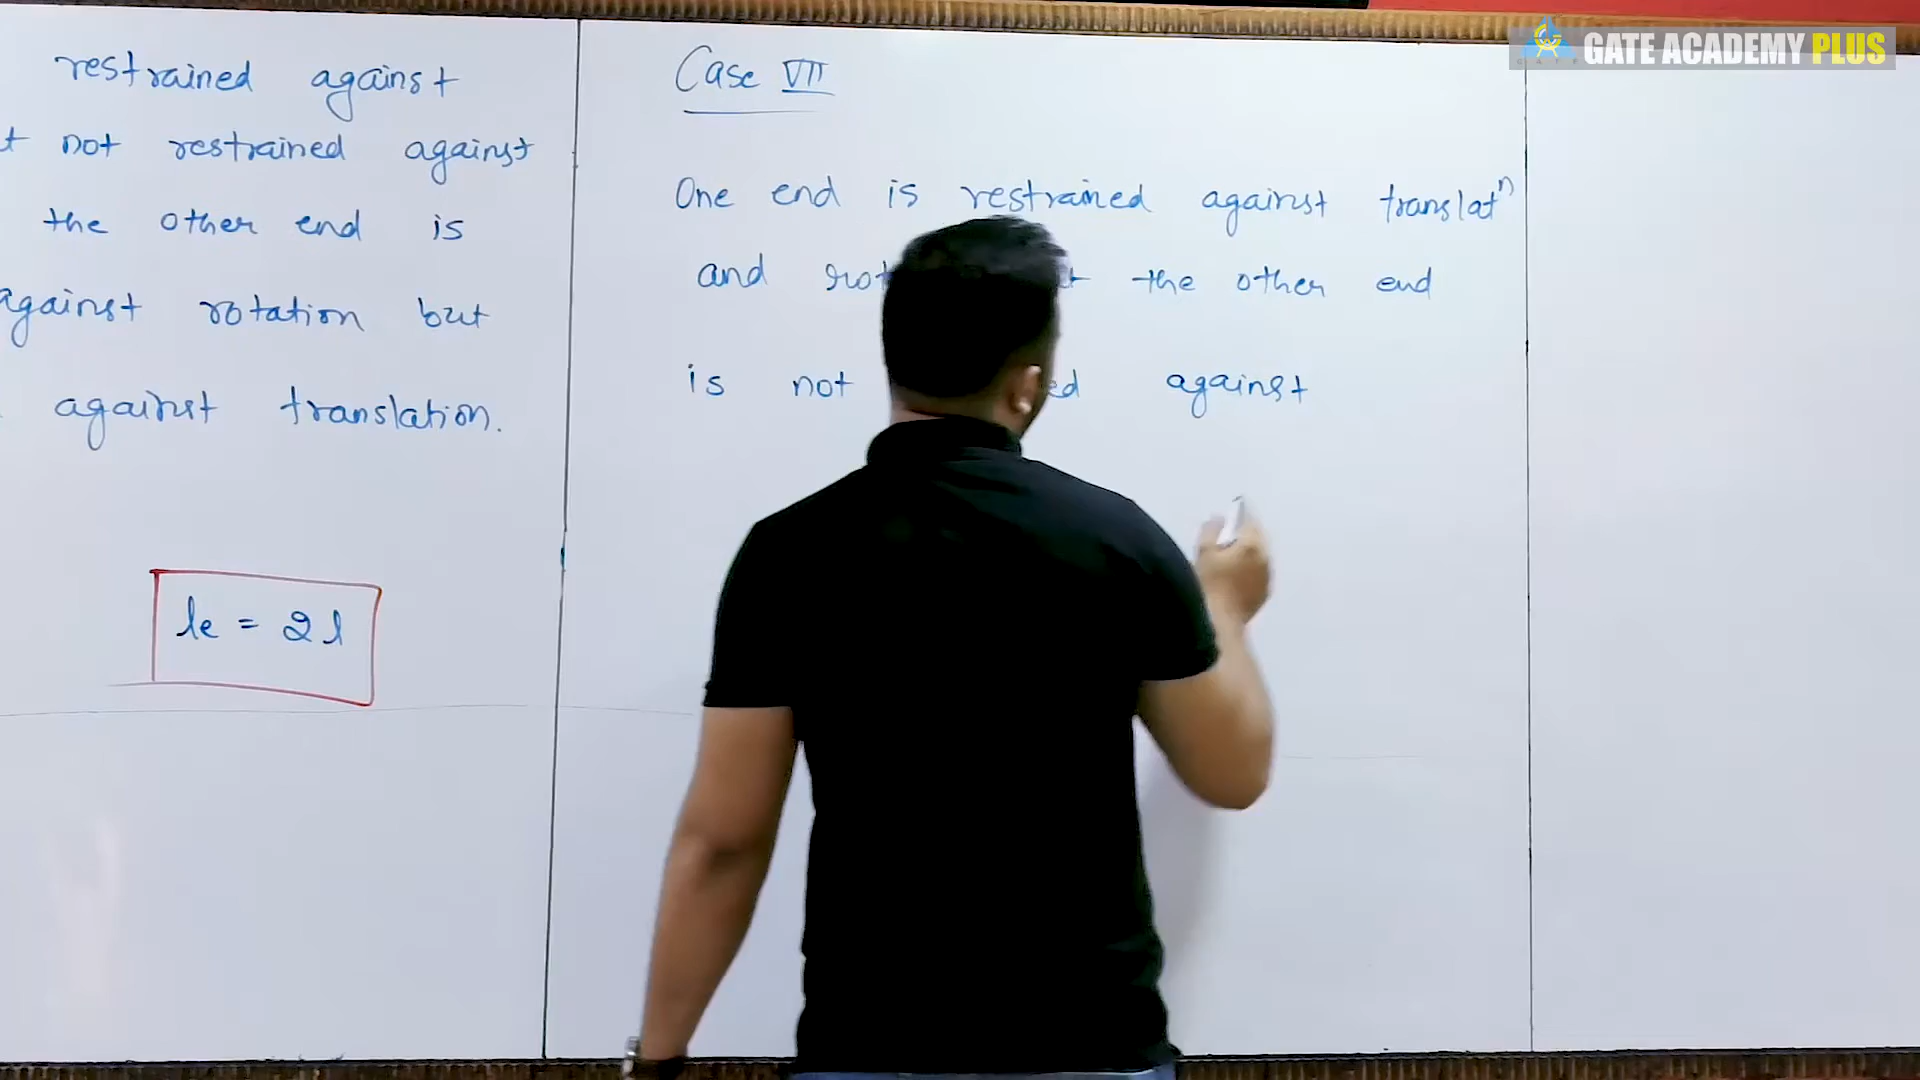 GATE ACADEMY PLUS
restrained against
not restrained against
the other end is
against rotation but
against translation.
le = 2l
Case VII
One end is restrained against translatⁿ
and the other end
is not against